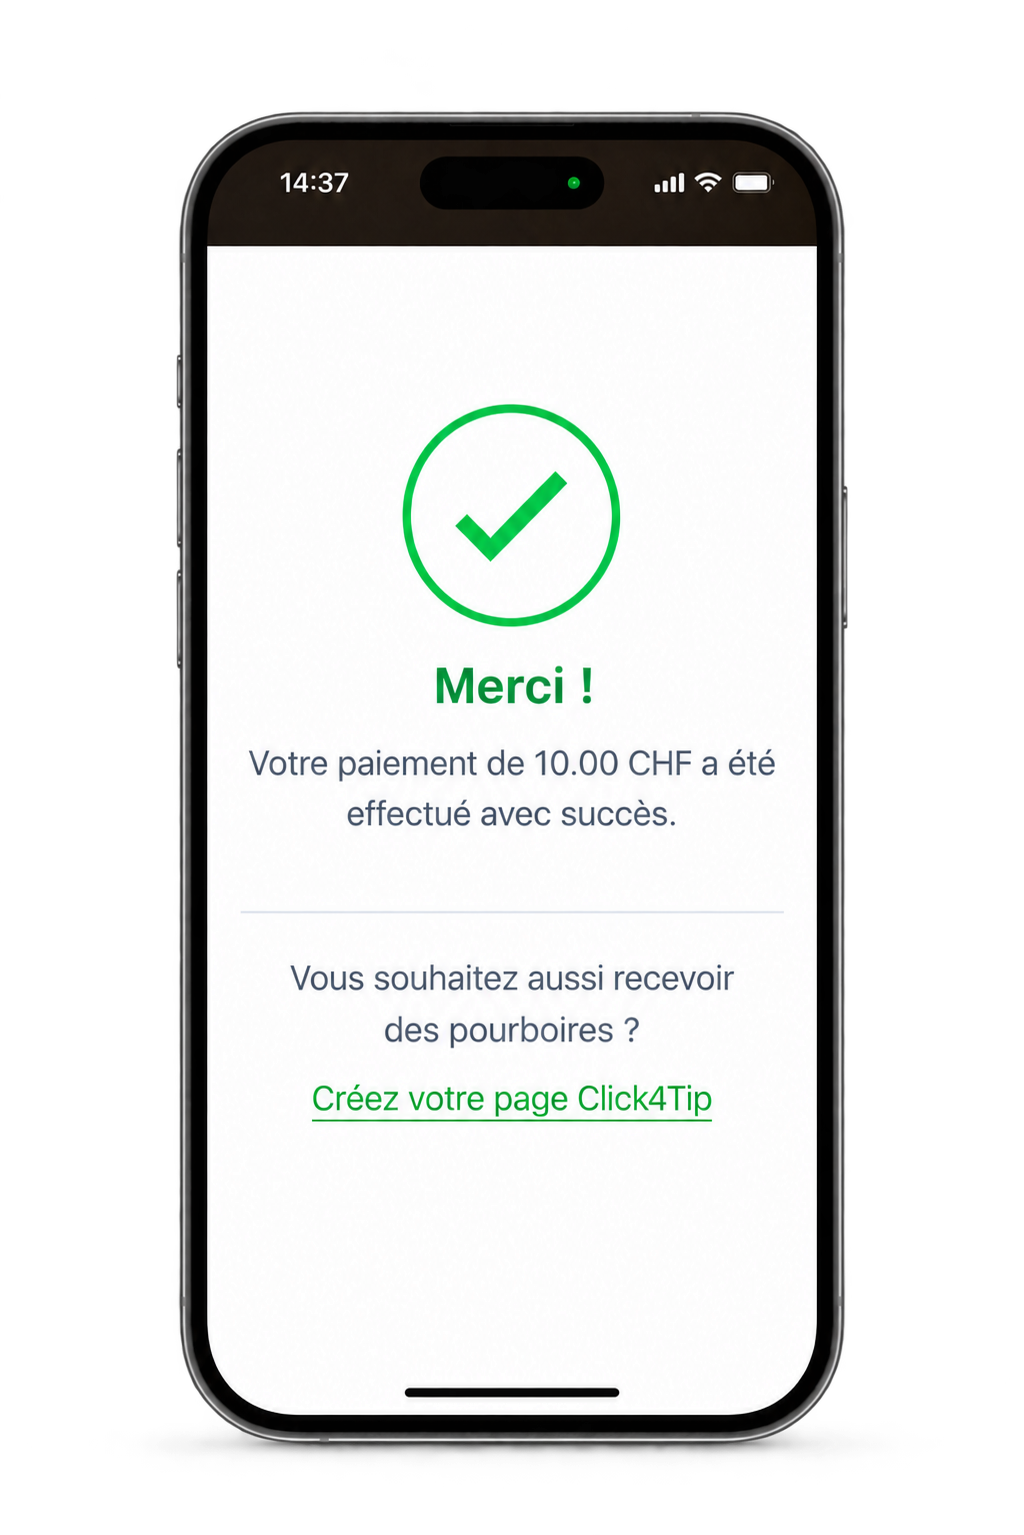 14:37
Merci !
Votre paiement de 10.00 CHF a été
effectué avec succès.
Vous souhaitez aussi recevoir
des pourboires ?
Créez votre page Click4Tip